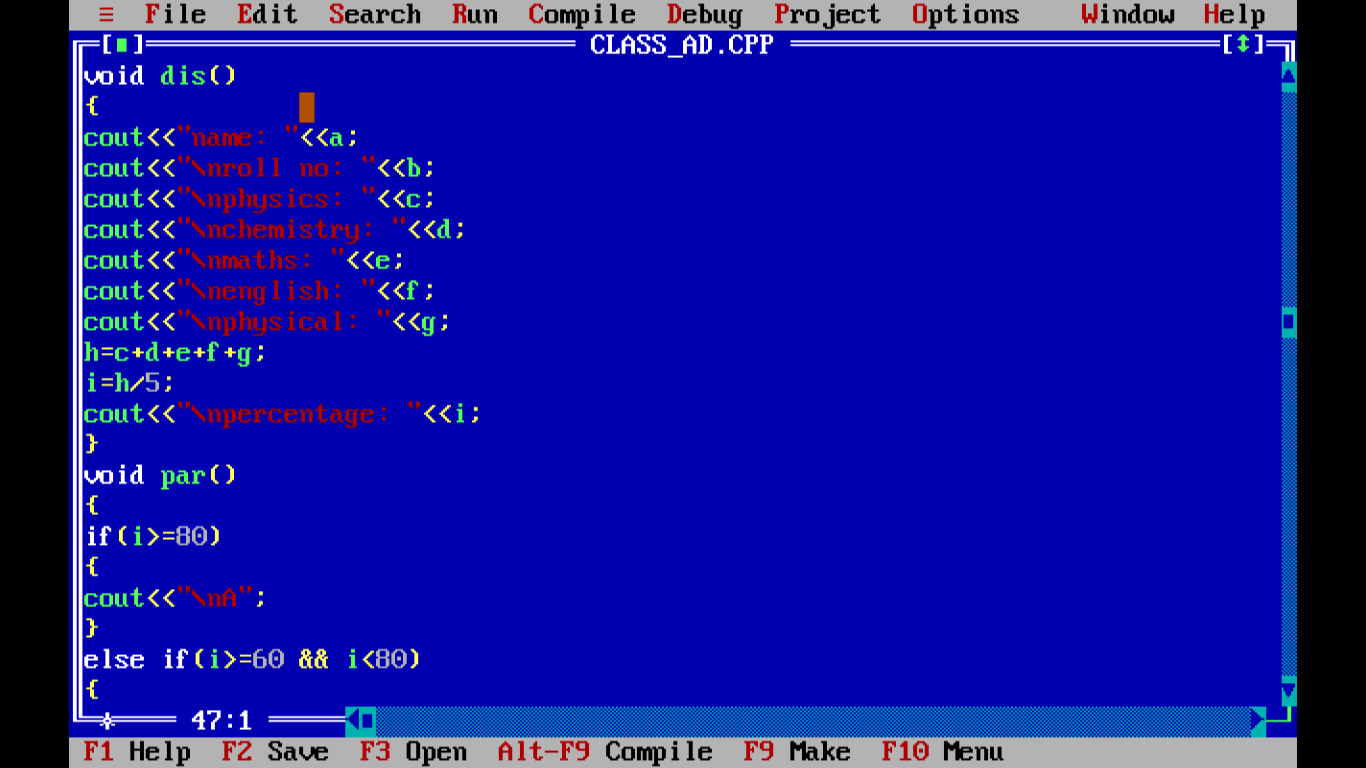 ≡ File Edit Search Run Compile Debug Project Options Window Help
[■] CLASS_AD.CPP [↕]
void dis()
{
cout<<"name: "<<a;
cout<<"\nroll no: "<<b;
cout<<"\nphysics: "<<c;
cout<<"\nchemistry: "<<d;
cout<<"\nmaths: "<<e;
cout<<"\nenglish: "<<f;
cout<<"\nphysical: "<<g;
h=c+d+e+f+g;
i=h/5;
cout<<"\npercentage: "<<i;
}
void par()
{
if(i>=80)
{
cout<<"\nA";
}
else if(i>=60 && i<80)
{
47:1
F1 Help F2 Save F3 Open Alt-F9 Compile F9 Make F10 Menu